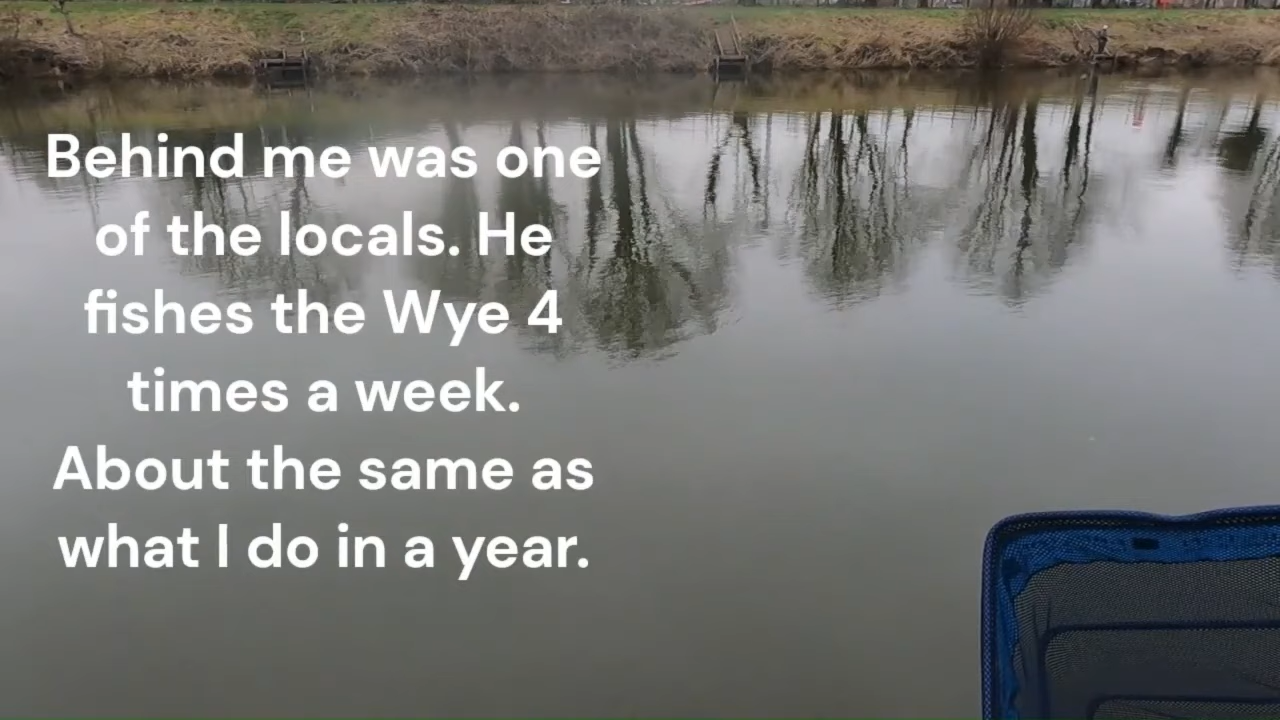 Behind me was one
of the locals. He
fishes the Wye 4
times a week.
About the same as
what I do in a year.